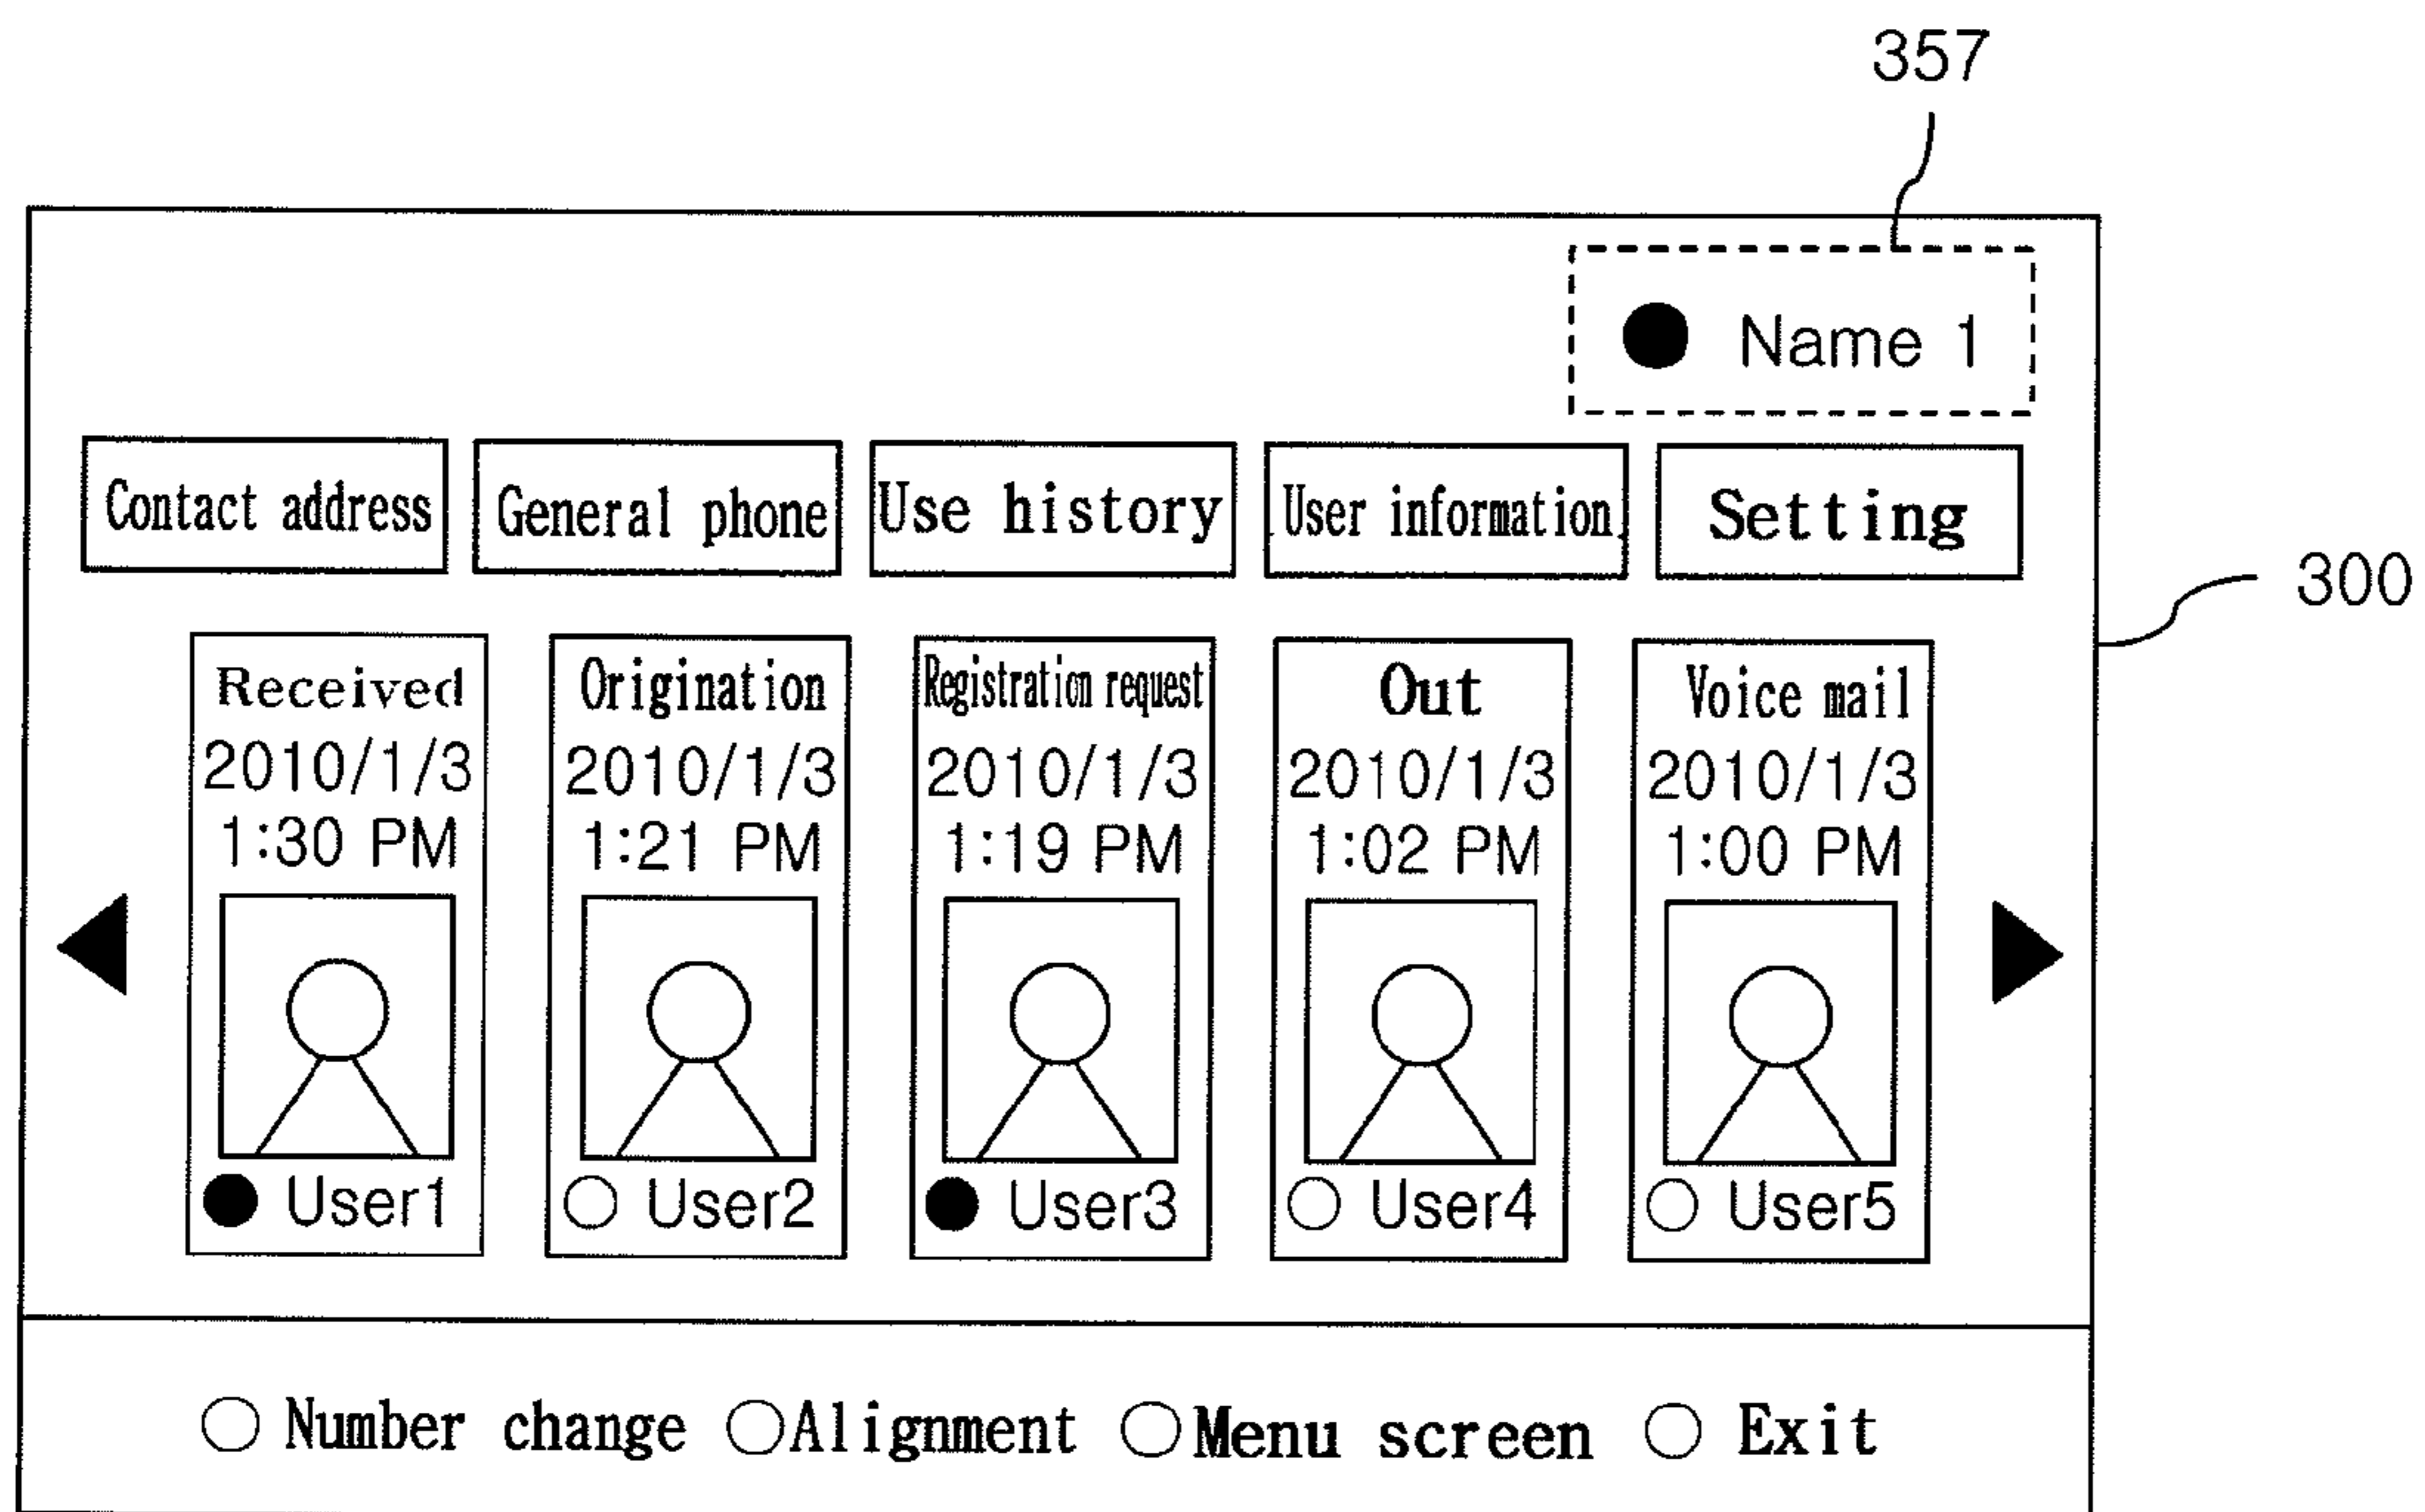 357
Name 1
Contact address General phone Use history User information Setting
300
Received Origination Registration request Out Voice mail
2010/1/3 2010/1/3 2010/1/3 2010/1/3 2010/1/3
1:30 PM 1:21 PM 1:19 PM 1:02 PM 1:00 PM
User1 User2 User3 User4 User5
Number change Alignment Menu screen Exit